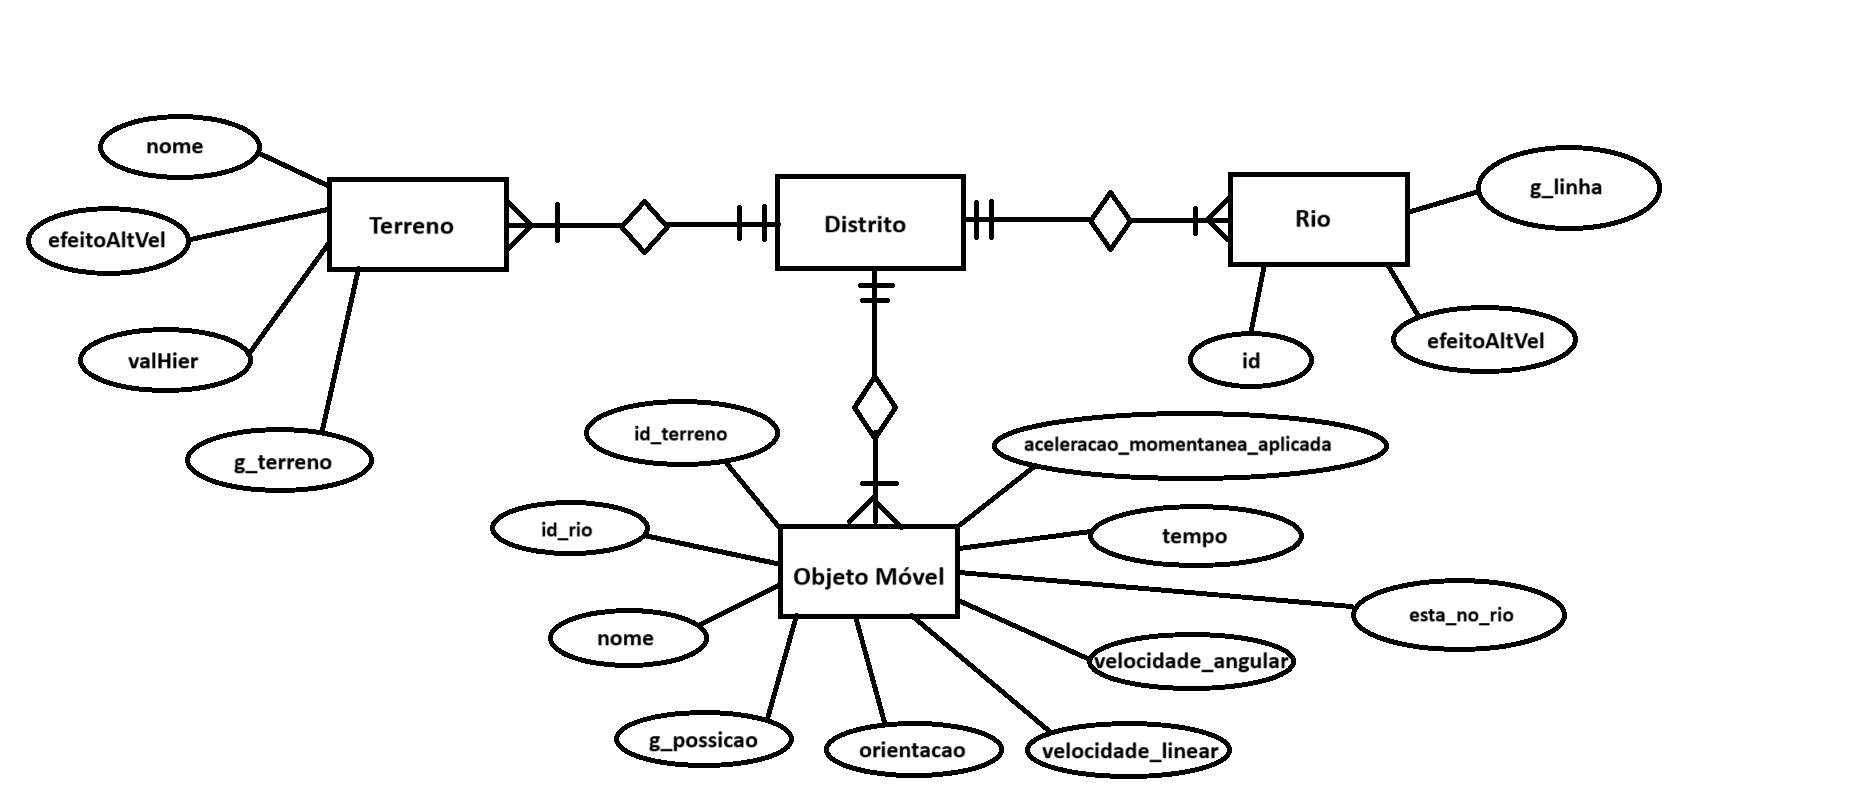 nome
g_linha
Terreno
Distrito
Rio
efeitoAltVel
valHier
id
efeitoAltVel
g_terreno
id_terreno
aceleracao_momentanea_aplicada
id_rio
tempo
Objeto Móvel
esta_no_rio
nome
velocidade_angular
g_possicao
orientacao
velocidade_linear